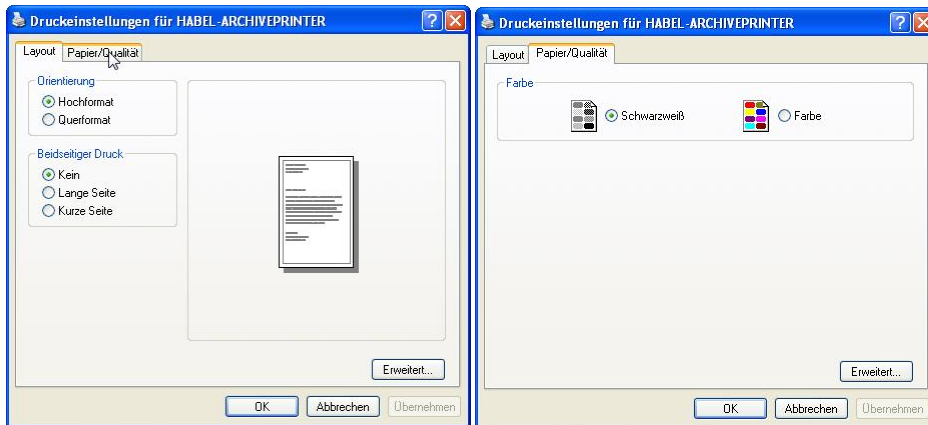 Druckeinstellungen für HABEL-ARCHIVEPRINTER
Layout Papier/Qualität
Orientierung
Hochformat
Querformat
Beidseitiger Druck
Kein
Lange Seite
Kurze Seite
Erweitert...
OK Abbrechen Übernehmen
Druckeinstellungen für HABEL-ARCHIVEPRINTER
Layout Papier/Qualität
Farbe
Schwarzweiß Farbe
Erweitert...
OK Abbrechen Übernehmen